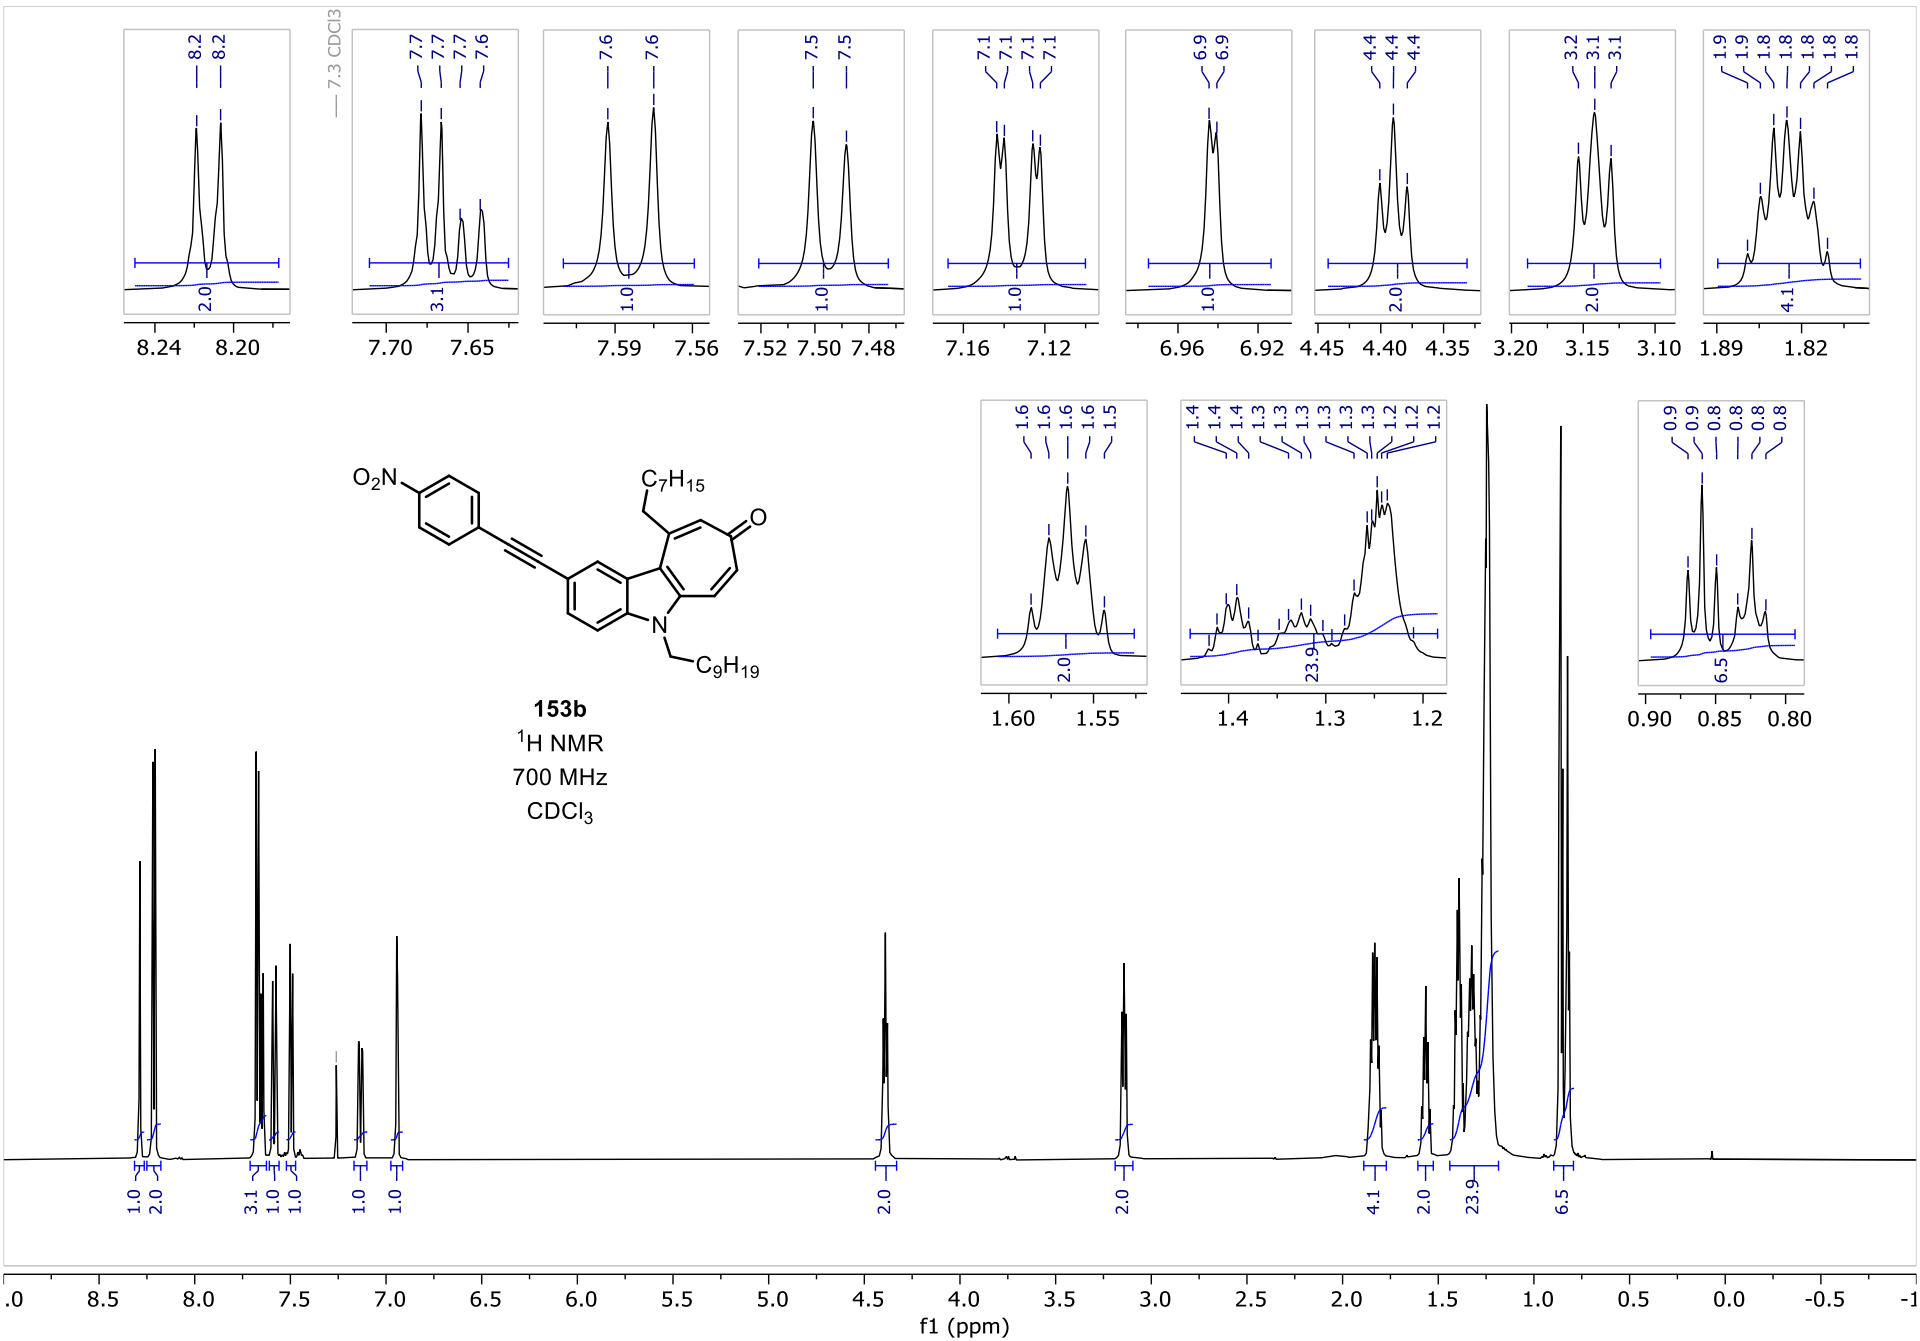 8.2 8.2
7.3 CDCl3
7.7 7.7 7.7 7.6
7.6 7.6
7.5 7.5
7.1 7.1 7.1 7.1
6.9 6.9
4.4 4.4 4.4
3.2 3.1 3.1
1.9 1.9 1.8 1.8 1.8 1.8 1.8
2.0
3.1
1.0
1.0
1.0
1.0
2.0
2.0
4.1
8.24 8.20
7.70 7.65
7.59 7.56
7.52 7.50 7.48
7.16 7.12
6.96 6.92
4.45 4.40 4.35
3.20 3.15 3.10
1.89 1.82
1.6 1.6 1.6 1.6 1.5
1.4 1.4 1.4 1.3 1.3 1.3 1.3 1.3 1.3 1.2 1.2 1.2
0.9 0.9 0.8 0.8 0.8 0.8
2.0
23.9
6.5
1.60 1.55
1.4 1.3 1.2
0.90 0.85 0.80
O₂N
C₇H₁₅
O
N
C₉H₁₉
153b
¹H NMR
700 MHz
CDCl₃
1.0 2.0 3.1 1.0 1.0 1.0 1.0 2.0 2.0 4.1 2.0 23.9 6.5
.0 8.5 8.0 7.5 7.0 6.5 6.0 5.5 5.0 4.5 4.0 3.5 3.0 2.5 2.0 1.5 1.0 0.5 0.0 -0.5 -1
f1 (ppm)